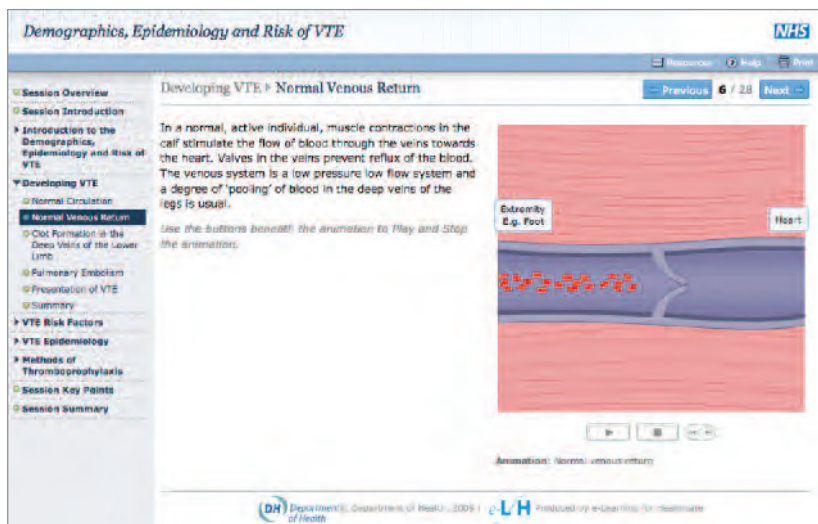 Demographics, Epidemiology and Risk of VTE
NHS
Resources
Help
Print
Session Overview
Session Introduction
Introduction to the
Demographics,
Epidemiology and Risk of
VTE
Developing VTE
Normal Circulation
Normal Venous Return
Clot Formation in the
Deep Veins of the Lower
Limb
Pulmonary Embolism
Presentation of VTE
Summary
VTE Risk Factors
VTE Epidemiology
Methods of
Thromboprophylaxis
Session Key Points
Session Summary
Developing VTE Normal Venous Return
Previous 6 / 28 Next
In a normal, active individual, muscle contractions in the
calf stimulate the flow of blood through the veins towards
the heart. Valves in the veins prevent reflux of the blood.
The venous system is a low pressure low flow system and
a degree of 'pooling' of blood in the deep veins of the
legs is usual.
Use the buttons beneath the animation to Play and Stop
the animation.
Extremity
E.g. Foot
Heart
Animation: Normal venous return
DH Department
of Health
Department of Health, 2009
e-LfH
Produced by e-Learning for Healthcare